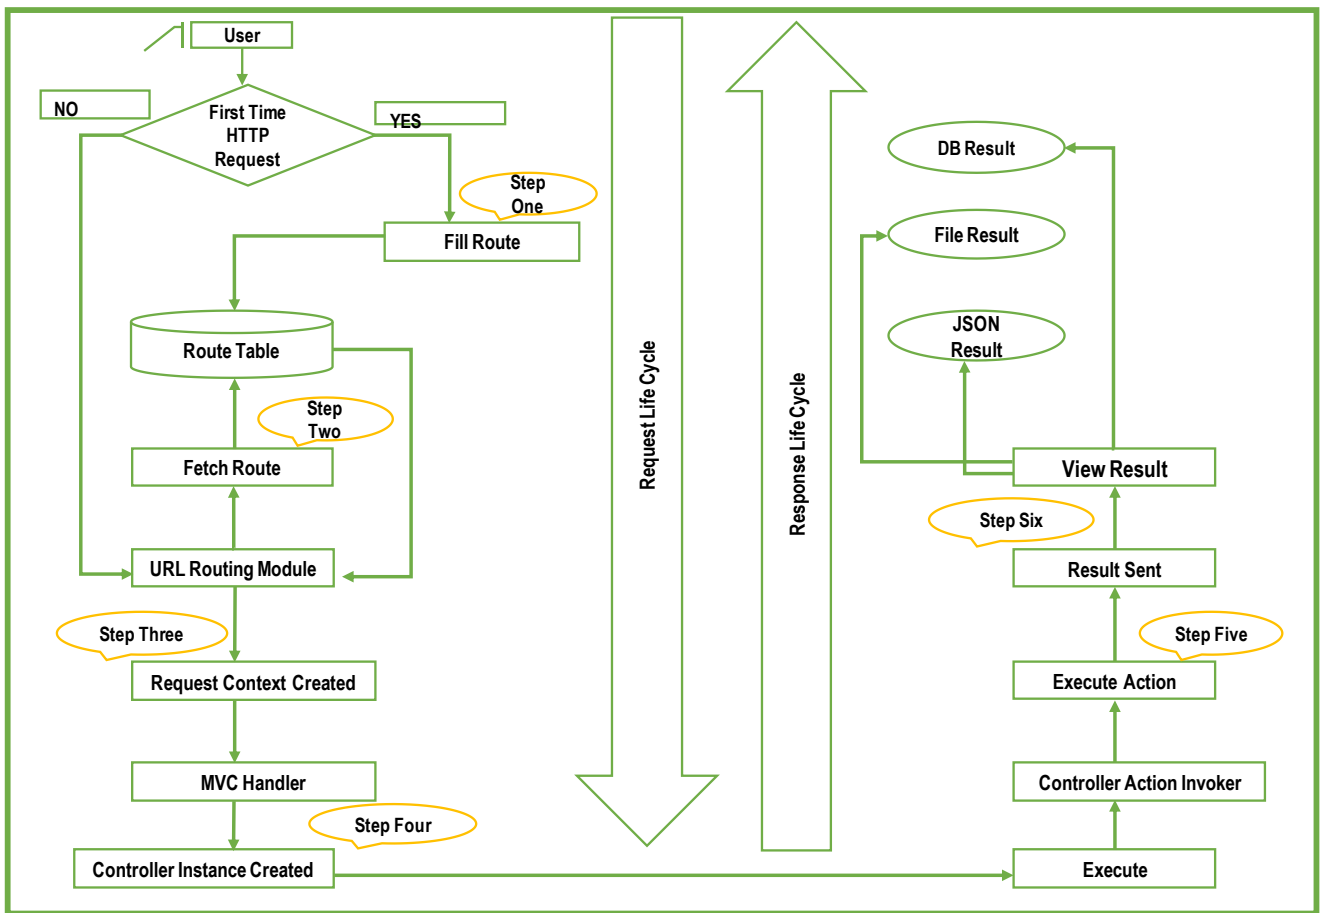 User
NO
First Time
HTTP
Request
YES
Step
One
Fill Route
Route Table
Step
Two
Fetch Route
URL Routing Module
Step Three
Request Context Created
MVC Handler
Step Four
Controller Instance Created
Request Life Cycle
Response Life Cycle
DB Result
File Result
JSON
Result
View Result
Step Six
Result Sent
Step Five
Execute Action
Controller Action Invoker
Execute